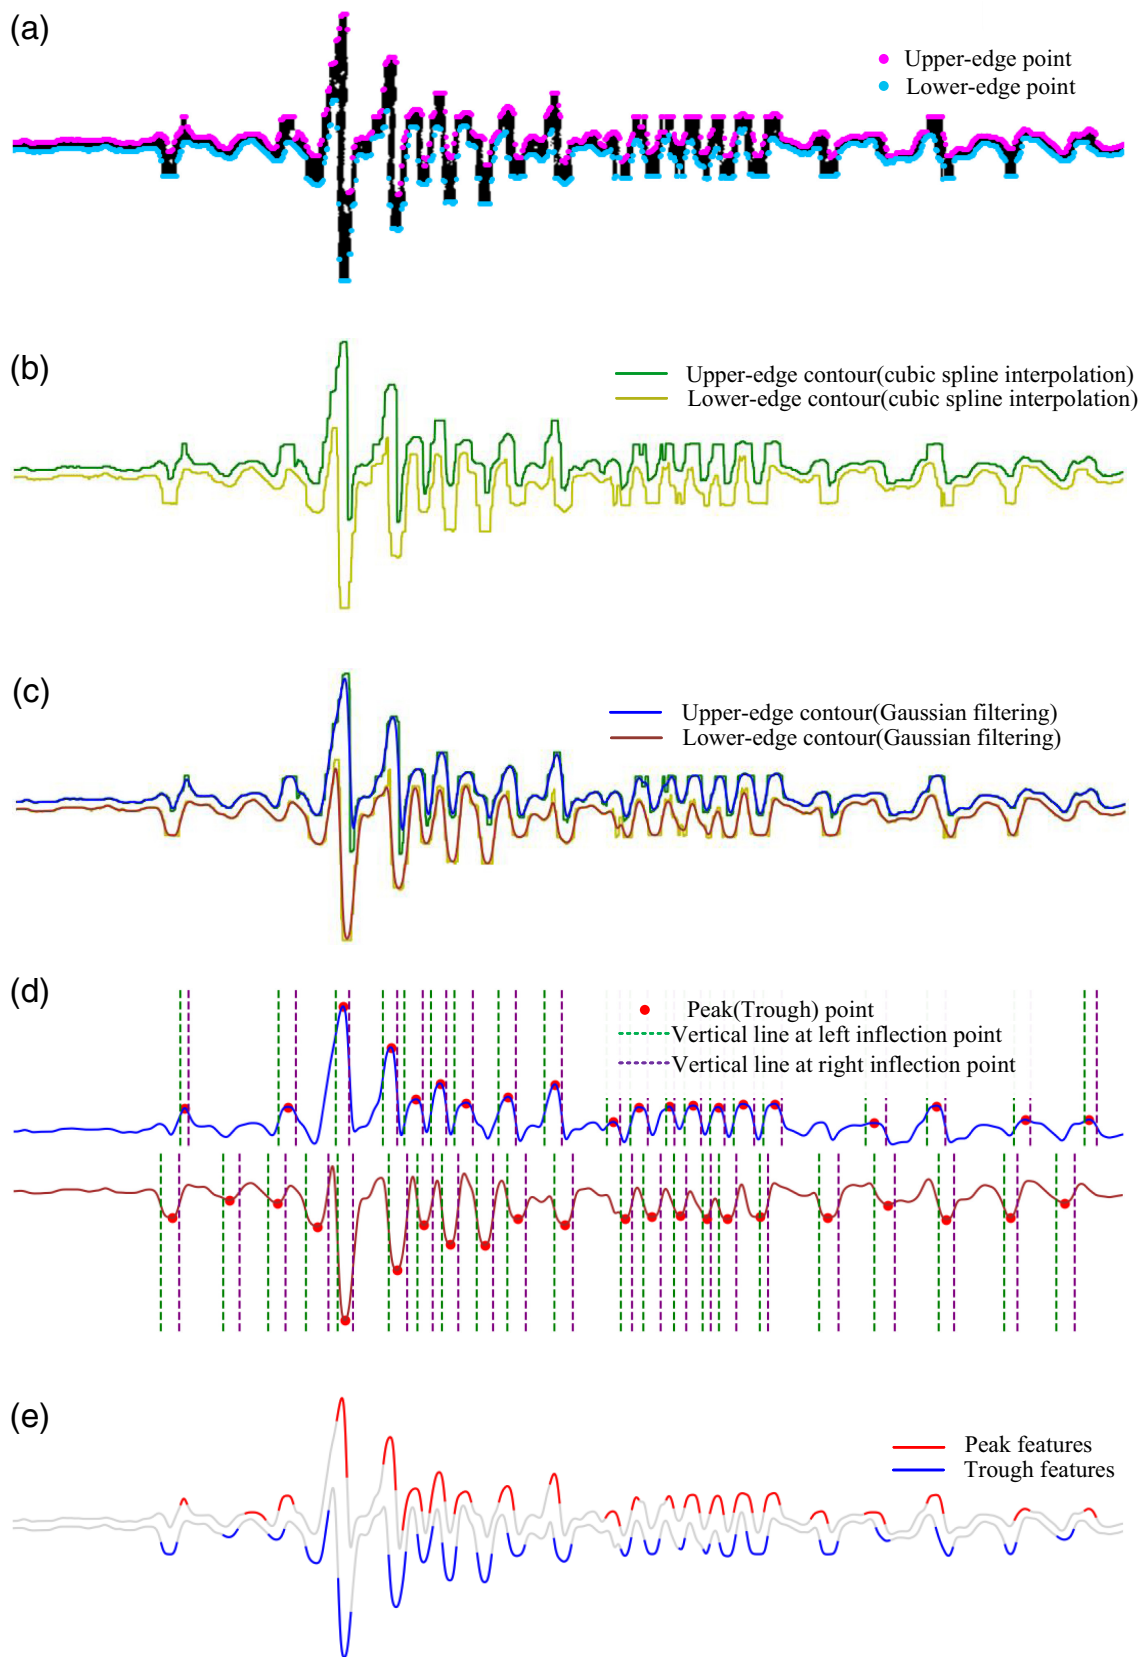 (a)
Upper-edge point
Lower-edge point
(b)
Upper-edge contour(cubic spline interpolation)
Lower-edge contour(cubic spline interpolation)
(c)
Upper-edge contour(Gaussian filtering)
Lower-edge contour(Gaussian filtering)
(d)
Peak(Trough) point
Vertical line at left inflection point
Vertical line at right inflection point
(e)
Peak features
Trough features